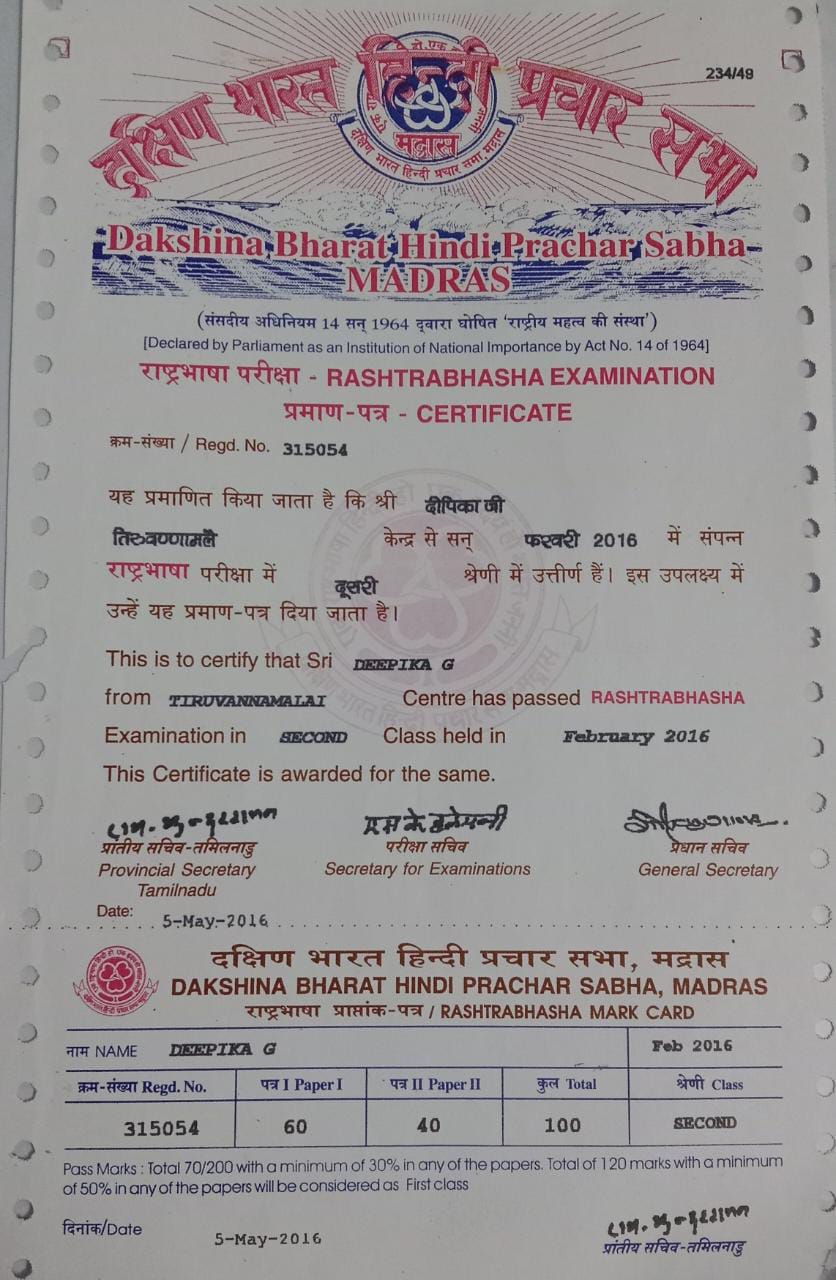 234/49
दक्षिण भारत हिन्दी प्रचार सभा
मद्रास
दक्षिण भारत हिन्दी प्रचार सभा, मद्रास
Dakshina Bharat Hindi Prachar Sabha
MADRAS
(संसदीय अधिनियम 14 सन् 1964 द्वारा घोषित 'राष्ट्रीय महत्व की संस्था')
[Declared by Parliament as an Institution of National Importance by Act No. 14 of 1964]
राष्ट्रभाषा परीक्षा - RASHTRABHASHA EXAMINATION
प्रमाण-पत्र - CERTIFICATE
क्रम-संख्या / Regd. No. 315054
यह प्रमाणित किया जाता है कि श्री दीपिका जी
तिरुवण्णामलै केन्द्र से सन् फरवरी 2016 में संपन्न
राष्ट्रभाषा परीक्षा में दूसरी श्रेणी में उत्तीर्ण हैं। इस उपलक्ष्य में
उन्हें यह प्रमाण-पत्र दिया जाता है।
This is to certify that Sri DEEPIKA G
from TIRUVANNAMALAI Centre has passed RASHTRABHASHA
Examination in SECOND Class held in February 2016
This Certificate is awarded for the same.
प्रांतीय सचिव-तमिलनाडु परीक्षा सचिव प्रधान सचिव
Provincial Secretary Secretary for Examinations General Secretary
Tamilnadu
Date: 5-May-2016
दक्षिण भारत हिन्दी प्रचार सभा, मद्रास
DAKSHINA BHARAT HINDI PRACHAR SABHA, MADRAS
राष्ट्रभाषा प्राप्तांक-पत्र / RASHTRABHASHA MARK CARD
नाम NAME DEEPIKA G Feb 2016
क्रम-संख्या Regd. No. पत्र I Paper I पत्र II Paper II कुल Total श्रेणी Class
315054 60 40 100 SECOND
Pass Marks : Total 70/200 with a minimum of 30% in any of the papers. Total of 120 marks with a minimum
of 50% in any of the papers will be considered as First class
दिनांक/Date 5-May-2016
प्रांतीय सचिव-तमिलनाडु